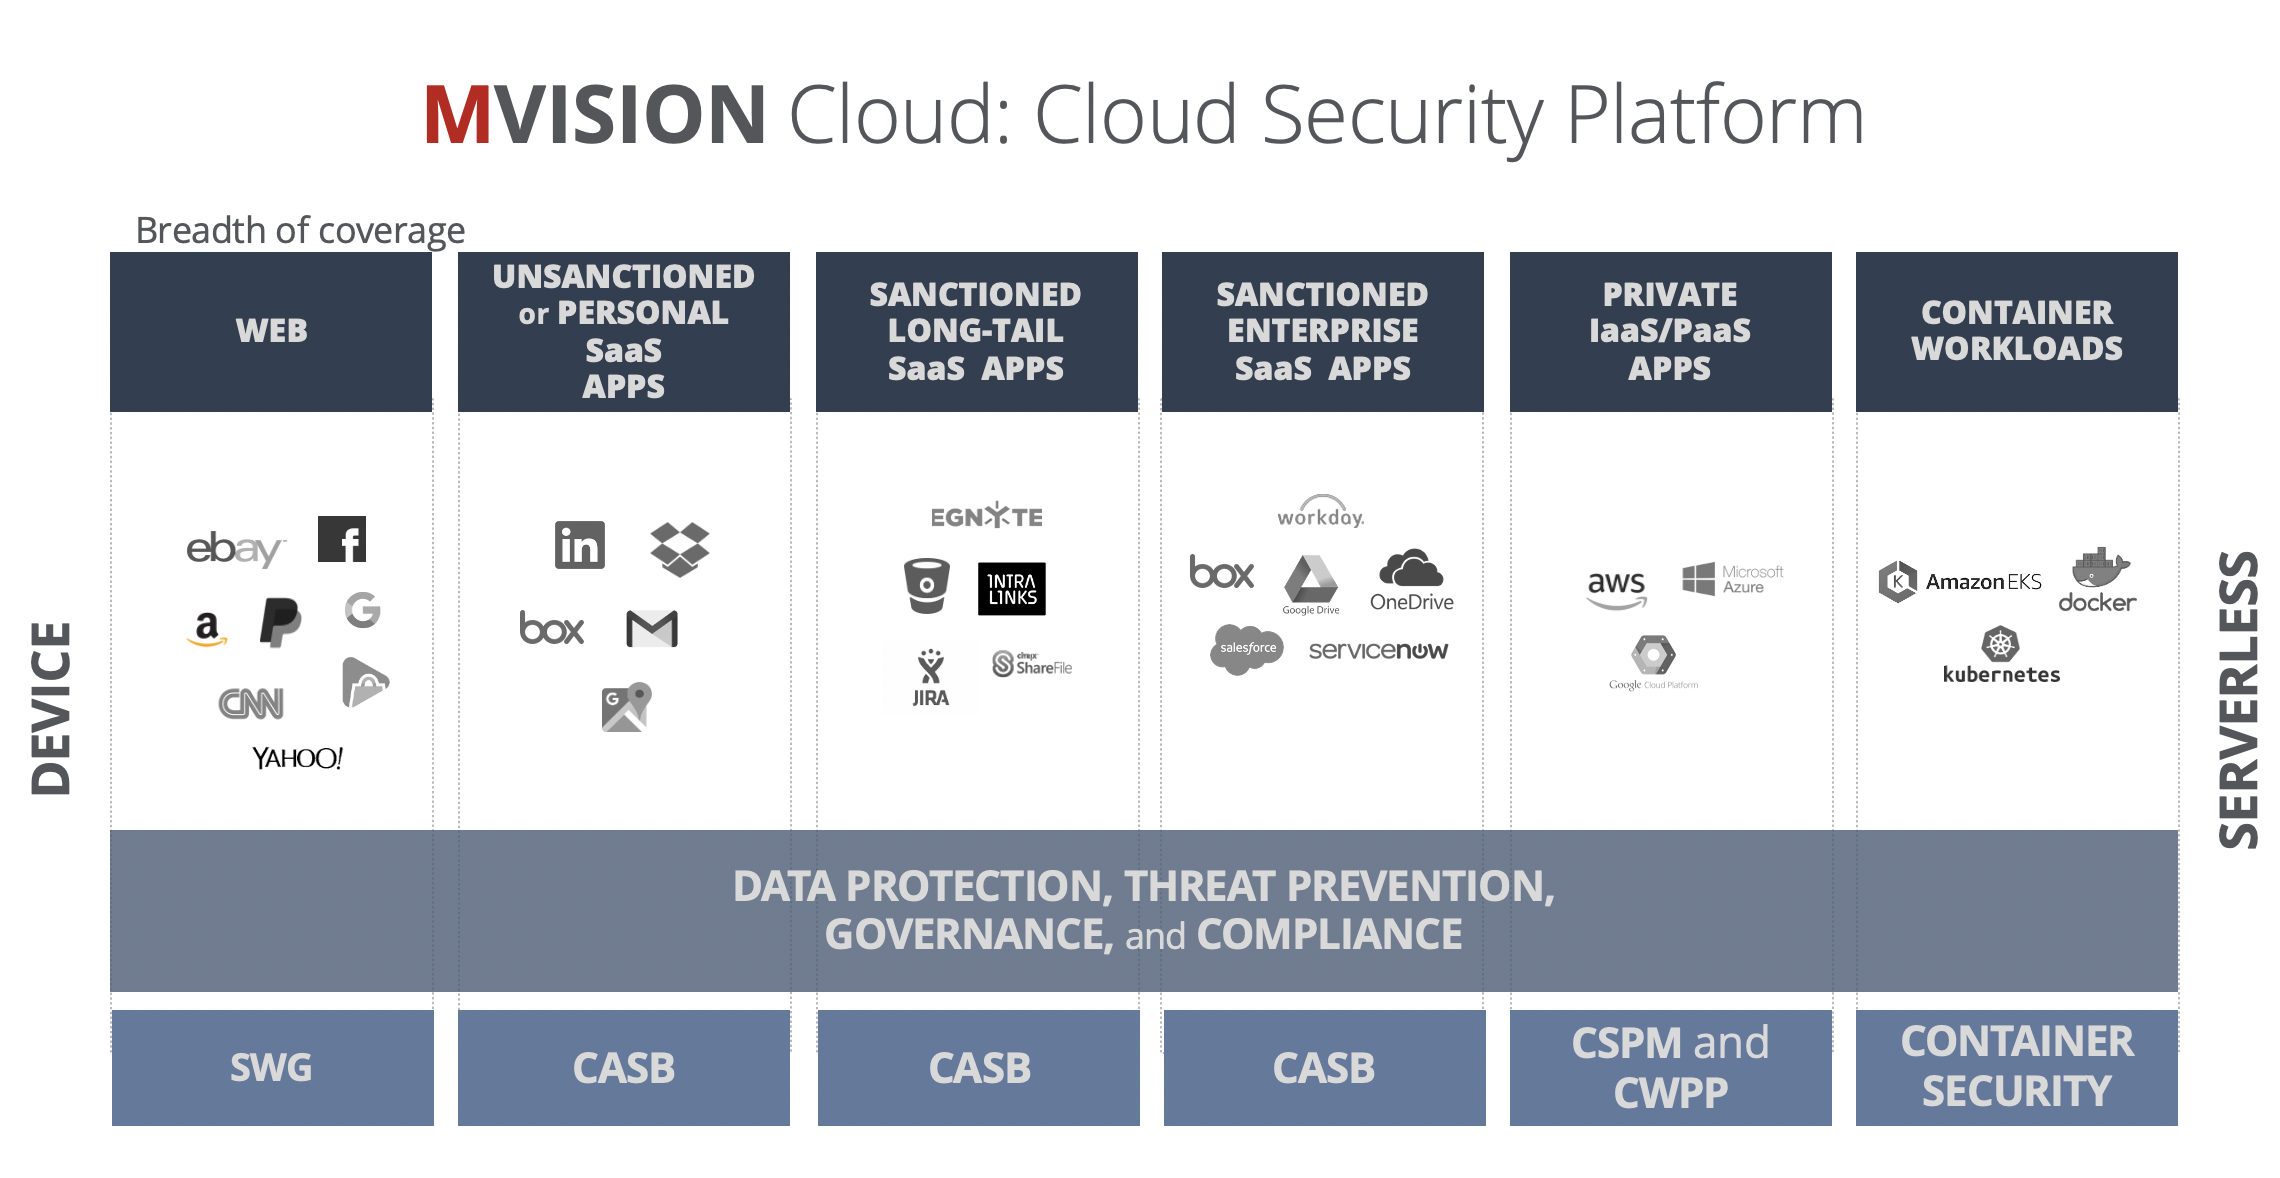 MVISION Cloud: Cloud Security Platform
Breadth of coverage
WEB
UNSANCTIONED
or PERSONAL
SaaS
APPS
SANCTIONED
LONG-TAIL
SaaS APPS
SANCTIONED
ENTERPRISE
SaaS APPS
PRIVATE
IaaS/PaaS
APPS
CONTAINER
WORKLOADS
DEVICE
ebay™
f
a
P
G
CNN
YAHOO!
in
box
M
G
EGNYTE
INTRA
LINKS
JIRA
citrix
ShareFile
workday.
box
Google Drive
OneDrive
salesforce
servicenow
aws
Microsoft
Azure
Google Cloud Platform
K
Amazon EKS
docker
kubernetes
SERVERLESS
DATA PROTECTION, THREAT PREVENTION,
GOVERNANCE, and COMPLIANCE
SWG
CASB
CASB
CASB
CSPM and
CWPP
CONTAINER
SECURITY